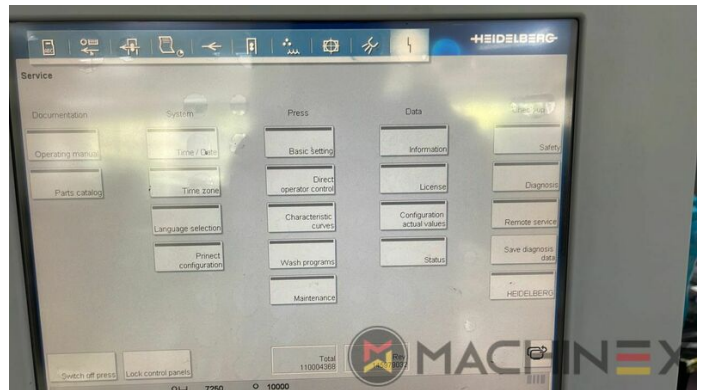 -HEIDELBERG-
Service
Documentation
System
Press
Data
Operating manual
Time / Date
Basic setting
Information
Safety
Parts catalog
Time zone
Direct
operator control
License
Diagnosis
Language selection
Characteristic
curves
Configuration
actual values
Remote service
Prinect
configuration
Wash programs
Status
Save diagnosis
data
Maintenance
HEIDELBERG
Switch off press
Lock control panels
Total
110004369
Rev
MACHINEX
7250
10000